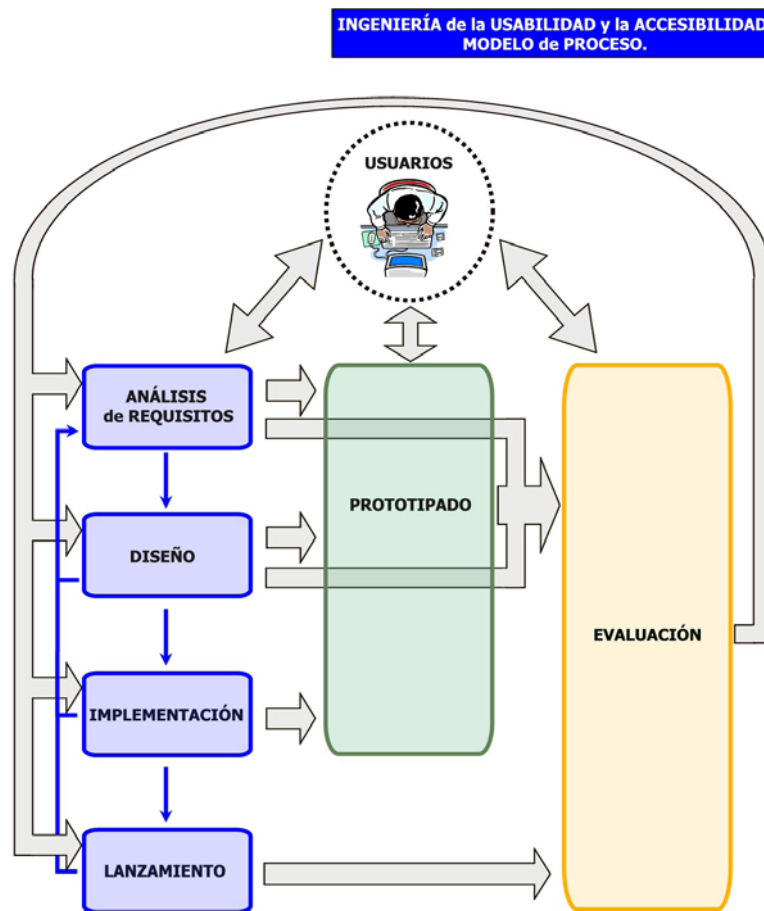 INGENIERÍA de la USABILIDAD y la ACCESIBILIDAD
MODELO de PROCESO.
USUARIOS
ANÁLISIS
de REQUISITOS
PROTOTIPADO
DISEÑO
EVALUACIÓN
IMPLEMENTACIÓN
LANZAMIENTO